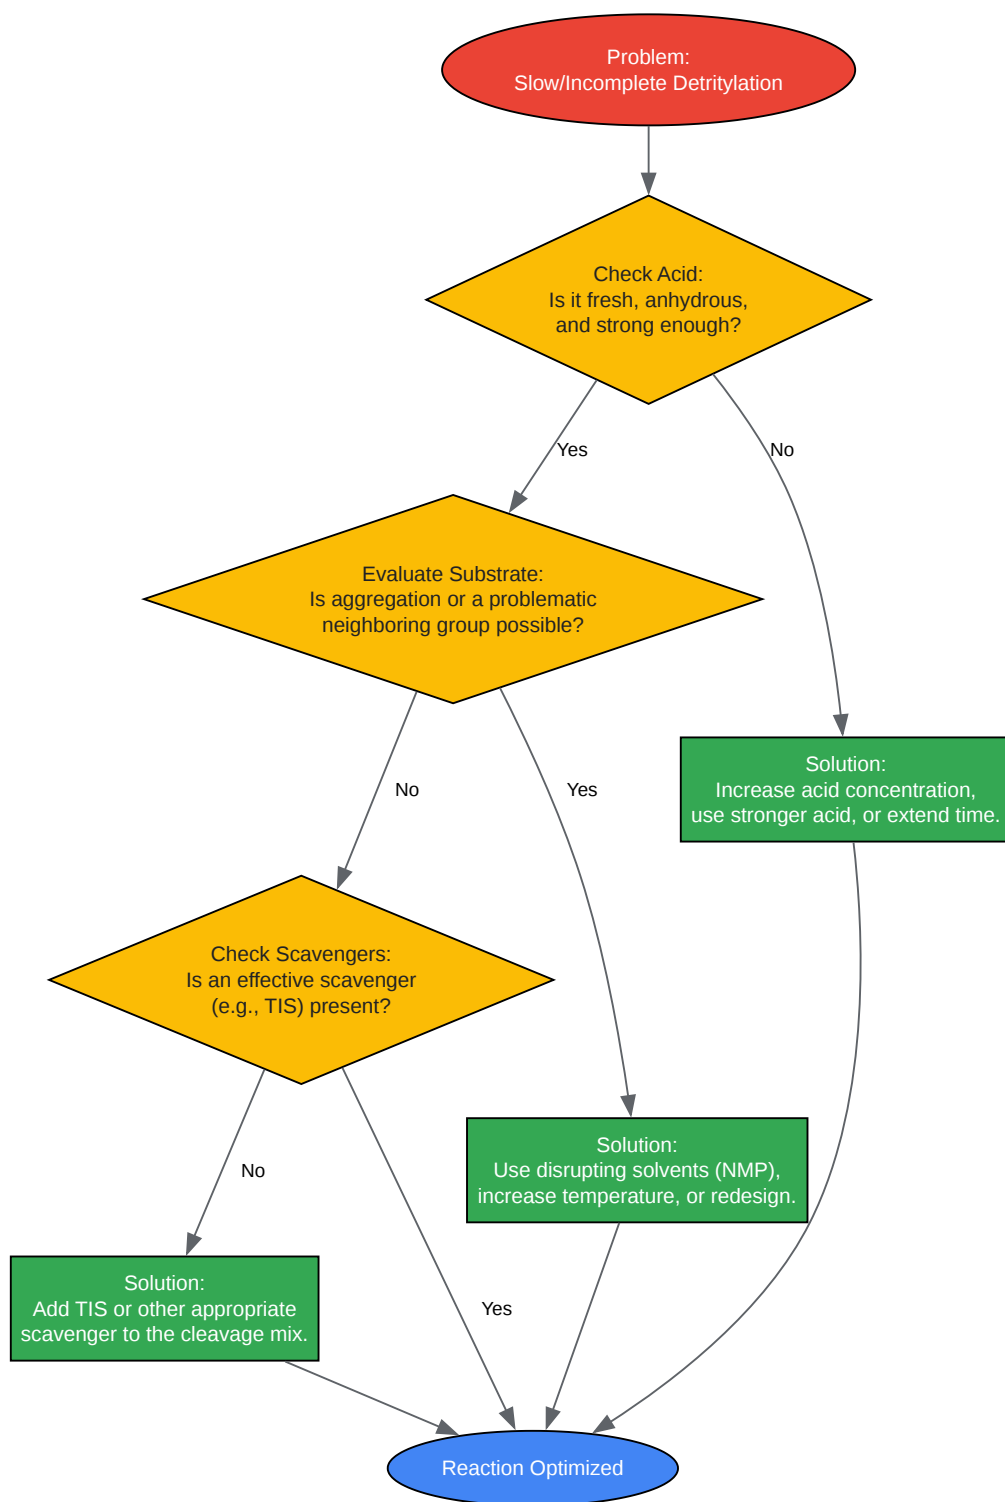 Problem:
Slow/Incomplete Detritylation
Check Acid:
Is it fresh, anhydrous,
and strong enough?
Yes
No
Evaluate Substrate:
Is aggregation or a problematic
neighboring group possible?
No
Yes
Solution:
Increase acid concentration,
use stronger acid, or extend time.
Check Scavengers:
Is an effective scavenger
(e.g., TIS) present?
No
Yes
Solution:
Use disrupting solvents (NMP),
increase temperature, or redesign.
Solution:
Add TIS or other appropriate
scavenger to the cleavage mix.
Reaction Optimized